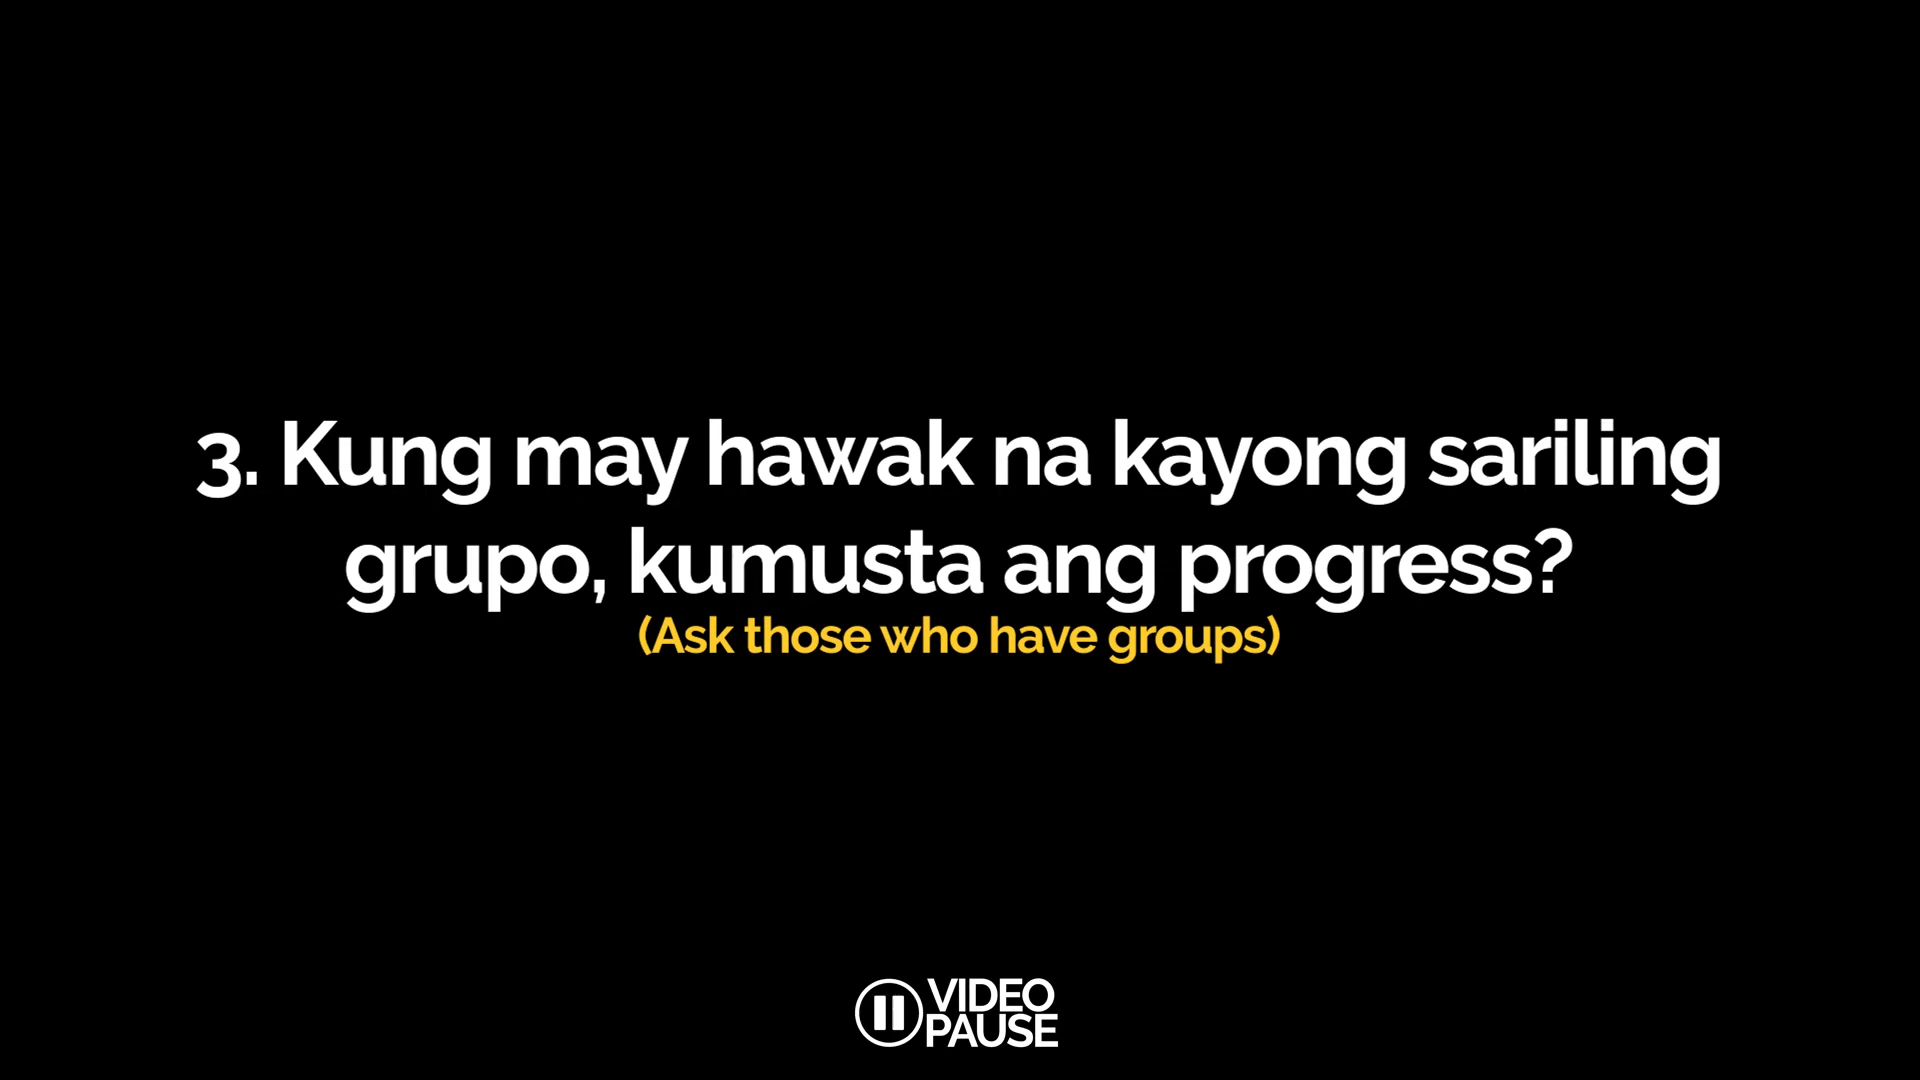 3. Kung may hawak na kayong sariling
grupo, kumusta ang progress?
(Ask those who have groups)
VIDEO
PAUSE